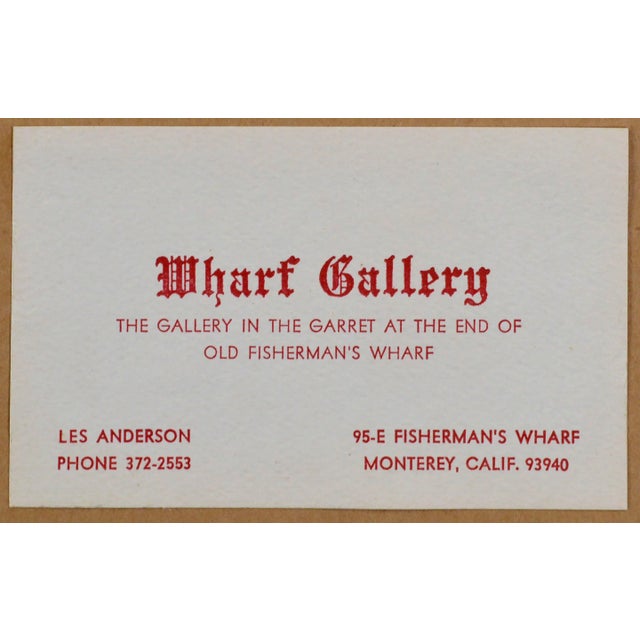 Wharf Gallery
THE GALLERY IN THE GARRET AT THE END OF
OLD FISHERMAN'S WHARF
LES ANDERSON
PHONE 372-2553
95-E FISHERMAN'S WHARF
MONTEREY, CALIF. 93940